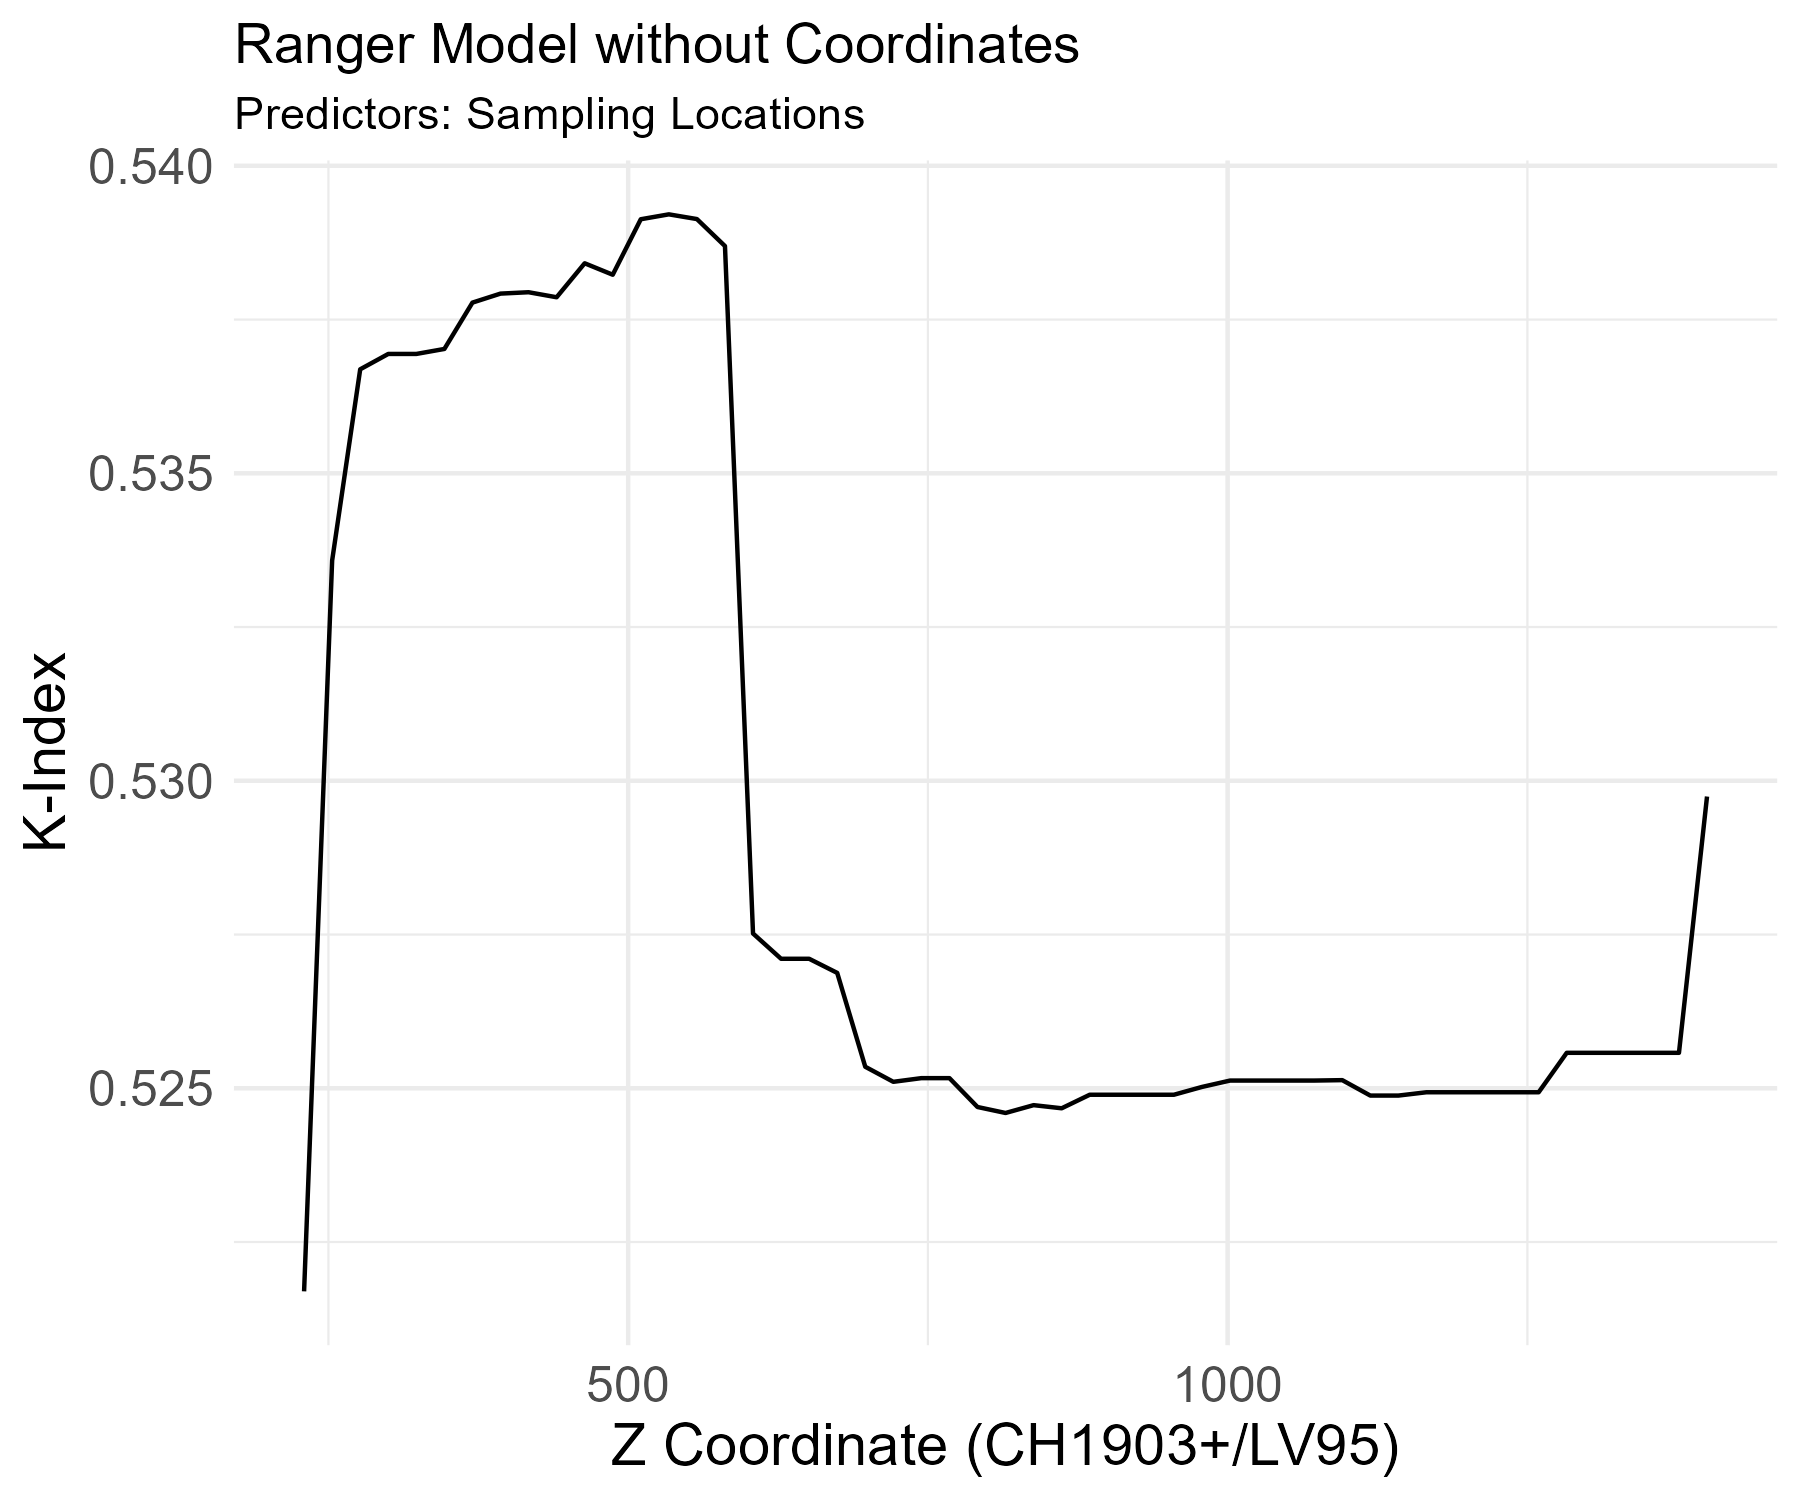 Ranger Model without Coordinates
Predictors: Sampling Locations
0.540
0.535
0.530
0.525
K-Index
500
1000
Z Coordinate (CH1903+/LV95)